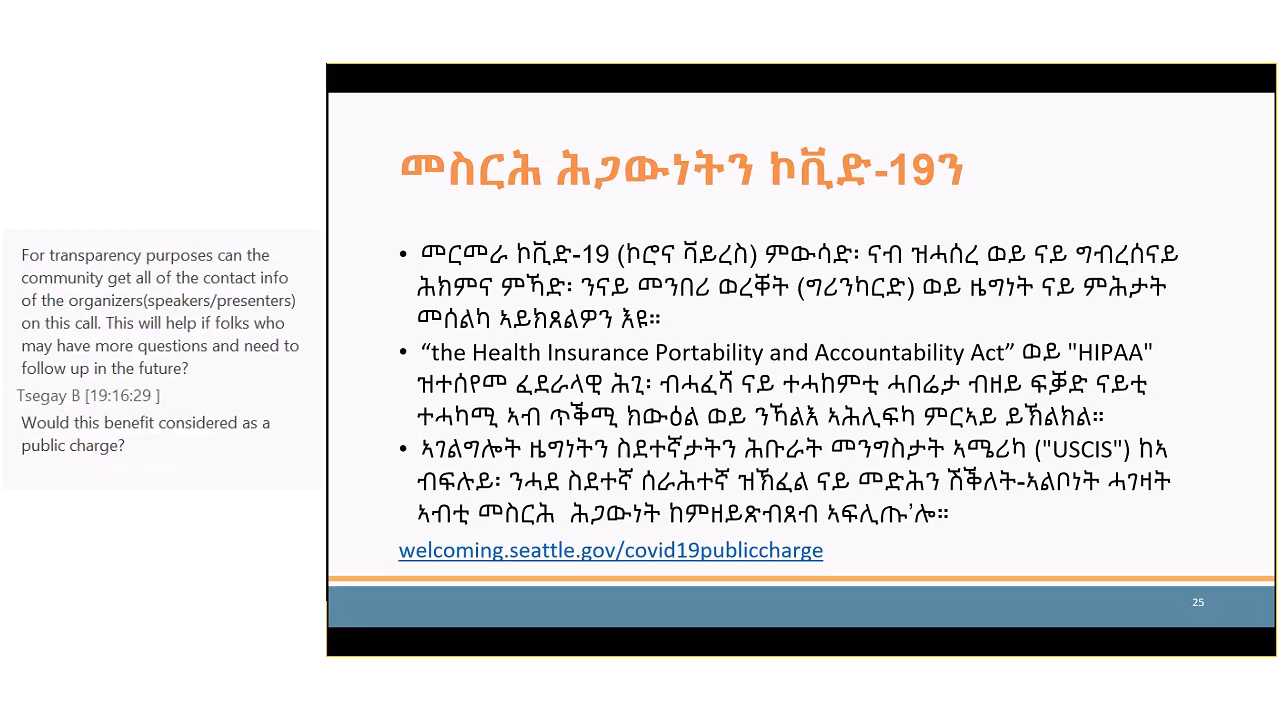 For transparency purposes can the
community get all of the contact info
of the organizers(speakers/presenters)
on this call. This will help if folks who
may have more questions and need to
follow up in the future?
Tsegay B [19:16:29 ]
Would this benefit considered as a
public charge?
መስርሕ ሕጋውነትን ኮቪድ-19ን
• መርመራ ኮቪድ-19 (ኮሮና ቫይረስ) ምውሳድ፡ ናብ ዝሓሰረ ወይ ናይ ግብረሰናይ
ሕክምና ምኻድ፡ ንናይ መንበሪ ወረቐት (ግሪንካርድ) ወይ ዜግነት ናይ ምሕታት
መሰልካ ኣይክጸልዎን እዩ።
• “the Health Insurance Portability and Accountability Act” ወይ "HIPAA"
ዝተሰየመ ፈደራላዊ ሕጊ፡ ብሓፈሻ ናይ ተሓከምቲ ሓበሬታ ብዘይ ፍቓድ ናይቲ
ተሓካሚ ኣብ ጥቕሚ ክውዕል ወይ ንኻልእ ኣሕሊፍካ ምርኣይ ይኽልክል።
• ኣገልግሎት ዜግነትን ስደተኛታትን ሕቡራት መንግስታት ኣሜሪካ ("USCIS") ከኣ
ብፍሉይ፡ ንሓደ ስደተኛ ሰራሕተኛ ዝኽፈል ናይ መድሕን ሽቕለት-ኣልቦነት ሓገዛት
ኣብቲ መስርሕ ሕጋውነት ከምዘይጽብጸብ ኣፍሊጡ’ሎ።
welcoming.seattle.gov/covid19publiccharge
25